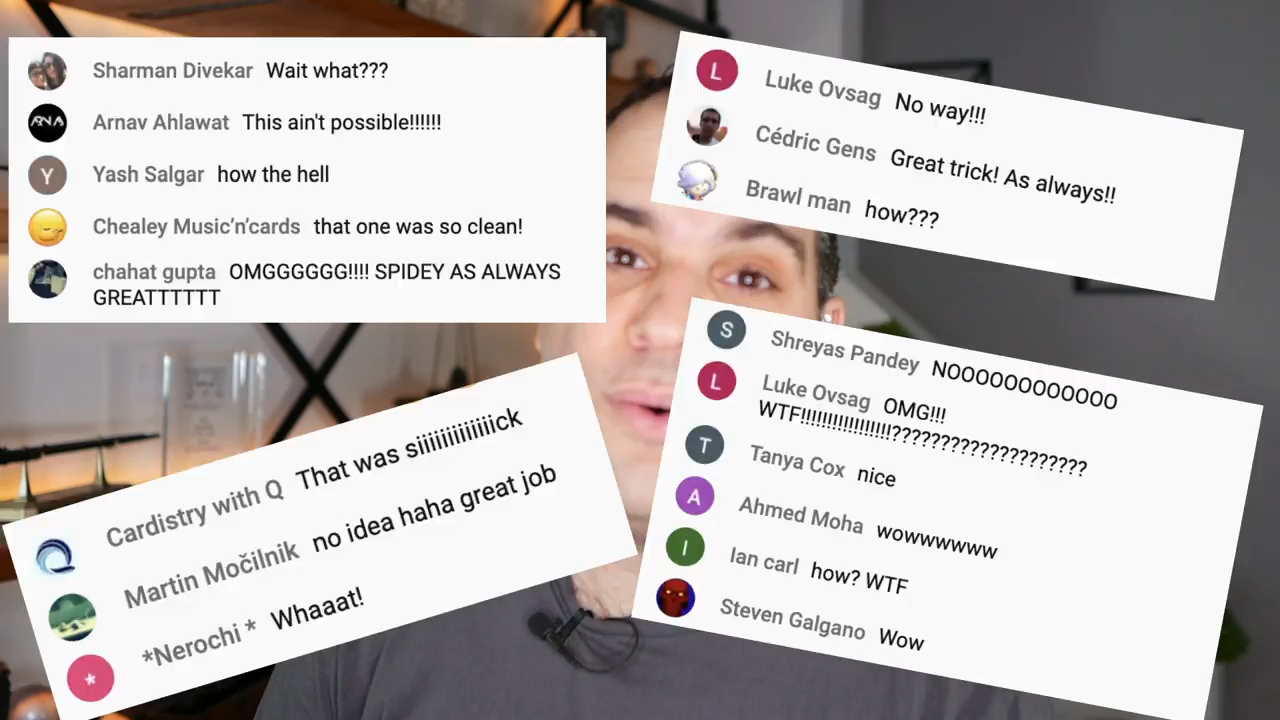 Sharman Divekar Wait what???
ARNA
Arnav Ahlawat This ain't possible!!!!!!
Y
Yash Salgar how the hell
Chealey Music’n’cards that one was so clean!
chahat gupta OMGGGGGG!!!! SPIDEY AS ALWAYS
GREATTTTTT
L
Luke Ovsag No way!!!
Cédric Gens Great trick! As always!!
Brawl man how???
Cardistry with Q That was siiiiiiiiiiiiick
Martin Močilnik no idea haha great job
*
*Nerochi * Whaaat!
S
Shreyas Pandey NOOOOOOOOOOOO
L
Luke Ovsag OMG!!!
WTF!!!!!!!!!!!!!!!!!!????????????????????
T
Tanya Cox nice
A
Ahmed Moha wowwwwww
I
Ian carl how? WTF
Steven Galgano Wow